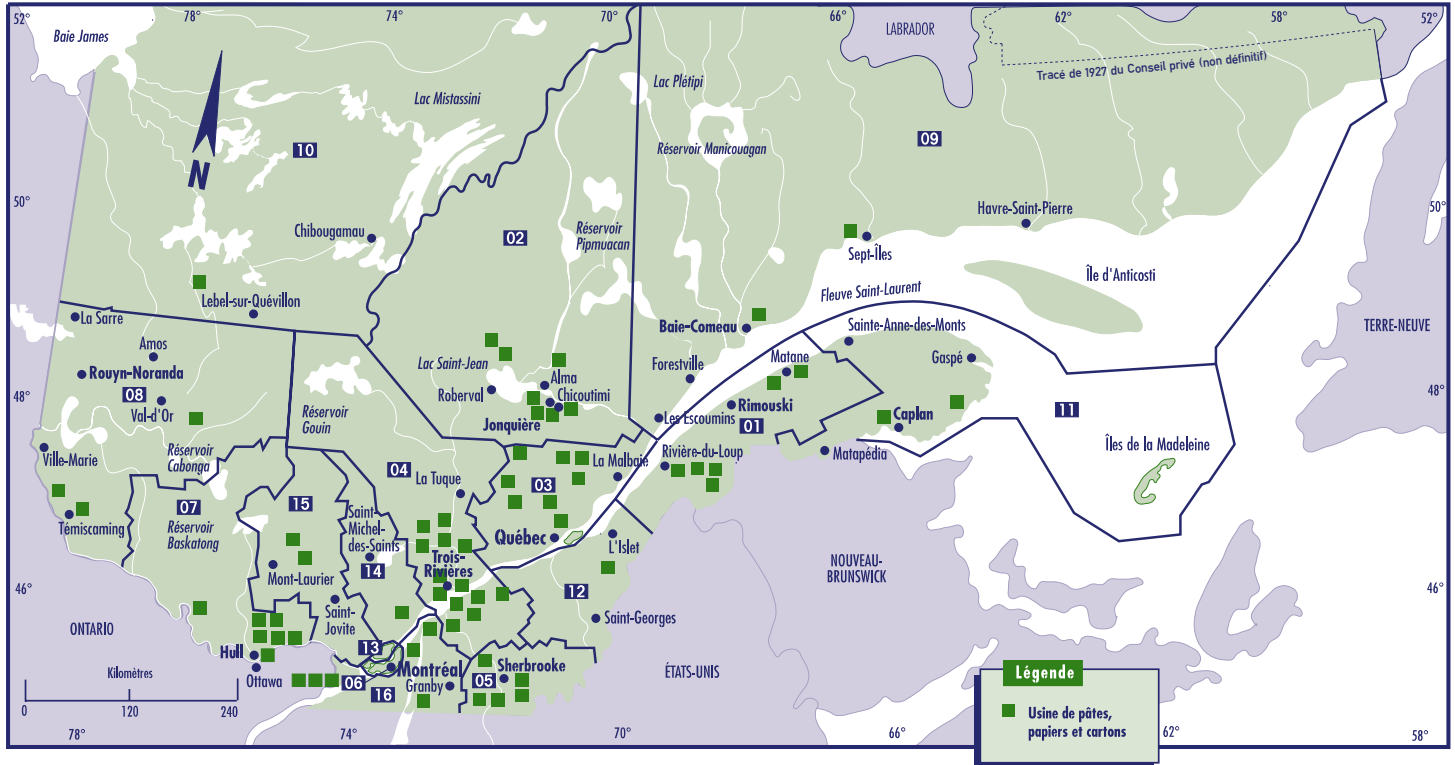 52°
74°
70°
66°
62°
58°
52°
Baie James
LABRADOR
Tracé de 1927 du Conseil privé (non définitif)
Lac Plétipi
Lac Mistassini
10
Réservoir Manicouagan
09
N
50°
50°
Havre-Saint-Pierre
Chibougamau
02
Réservoir
Pipmuacan
Sept-Îles
Île d'Anticosti
Lebel-sur-Quévillon
Fleuve Saint-Laurent
La Sarre
Baie-Comeau
Sainte-Anne-des-Monts
TERRE-NEUVE
Amos
Rouyn-Noranda
Lac Saint-Jean
Forestville
Matane
Gaspé
08
Val-d'Or
Roberval
Alma
Chicoutimi
48°
48°
Réservoir
Gouin
Jonquière
Les Escoumins
Rimouski
01
Caplan
11
Ville-Marie
Réservoir
Cabonga
04
La Malbaie
Rivière-du-Loup
Matapédia
Îles de la Madeleine
La Tuque
03
07
15
Réservoir
Baskatong
Saint-
Michel-
des-Saints
Témiscaming
Québec
L'Islet
Mont-Laurier
14
Trois-
Rivières
NOUVEAU-
BRUNSWICK
46°
46°
12
Saint-Georges
ONTARIO
Saint-
Jovite
Hull
13
Montréal
Sherbrooke
ÉTATS-UNIS
Ottawa
06
16
Granby
05
Kilomètres
0
120
240
Légende
Usine de pâtes,
papiers et cartons
78°
74°
70°
66°
62°
58°